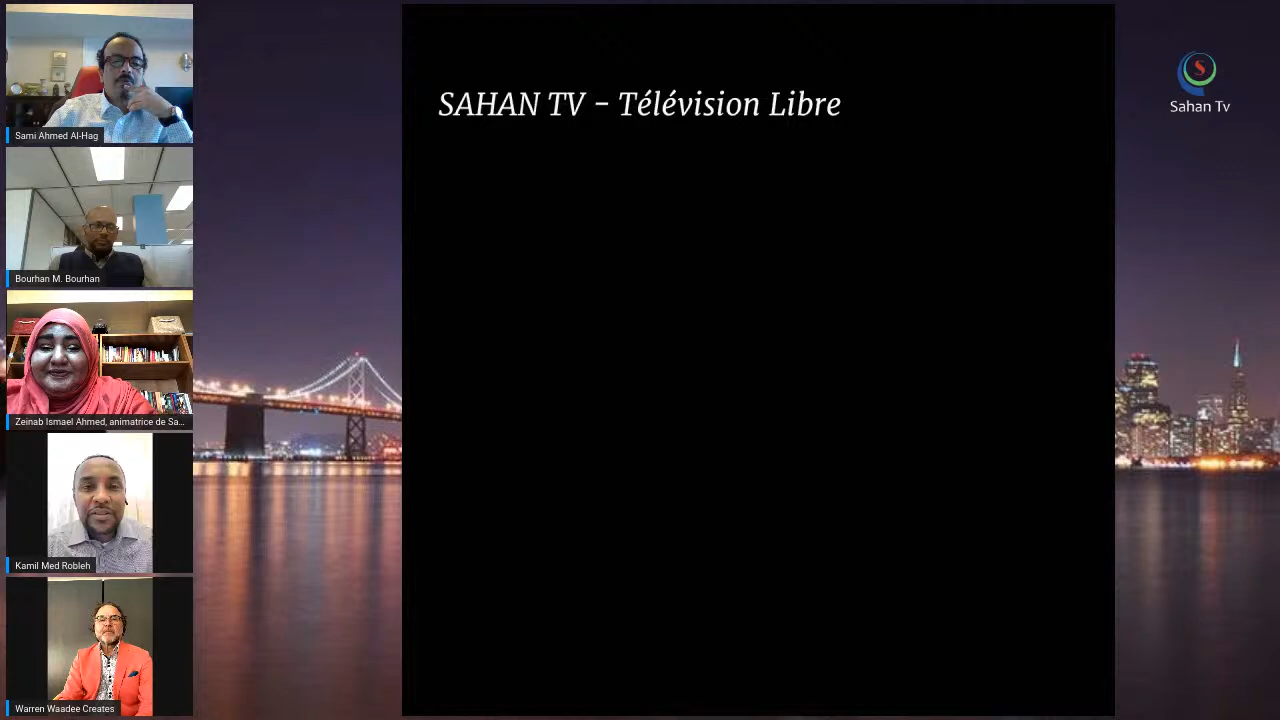 Sami Ahmed Al-Hag
Bourhan M. Bourhan
Zeinab Ismael Ahmed, animatrice de Sa...
Kamil Med Robleh
Warren Waadee Creates
SAHAN TV – Télévision Libre
S
Sahan Tv